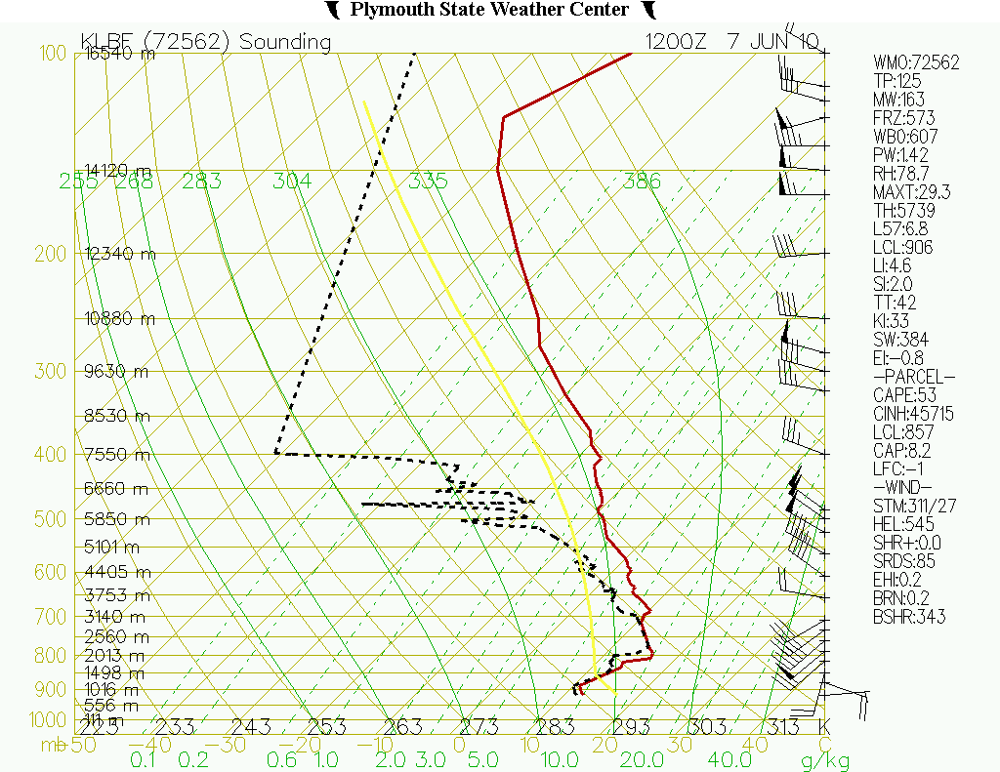 Plymouth State Weather Center
KLBF (72562) Sounding 1200Z 7 JUN 10
100 16540 m
14120 m
255 268 283 304 335 386
200 12340 m
10880 m
300 9630 m
8530 m
400 7550 m
6660 m
500 5850 m
5101 m
600 4405 m
3753 m
700 3140 m
2560 m
800 2013 m
1498 m
900 1016 m
556 m
1000
223 233 243 253 263 273 283 293 303 313 K
mb -50 -40 -30 -20 -10 0 10 20 30 40 C
0.1 0.2 0.6 1.0 2.0 3.0 5.0 10.0 20.0 40.0 g/kg
WMO:72562
TP:125
MW:163
FRZ:573
WB0:607
PW:1.42
RH:78.7
MAXT:29.3
TH:5739
L57:6.8
LCL:906
LI:4.6
SI:2.0
TT:42
KI:33
SW:384
EI:-0.8
-PARCEL-
CAPE:53
CINH:45715
LCL:857
CAP:8.2
LFC:-1
-WIND-
STM:311/27
HEL:545
SHR+:0.0
SRDS:85
EHI:0.2
BRN:0.2
BSHR:343